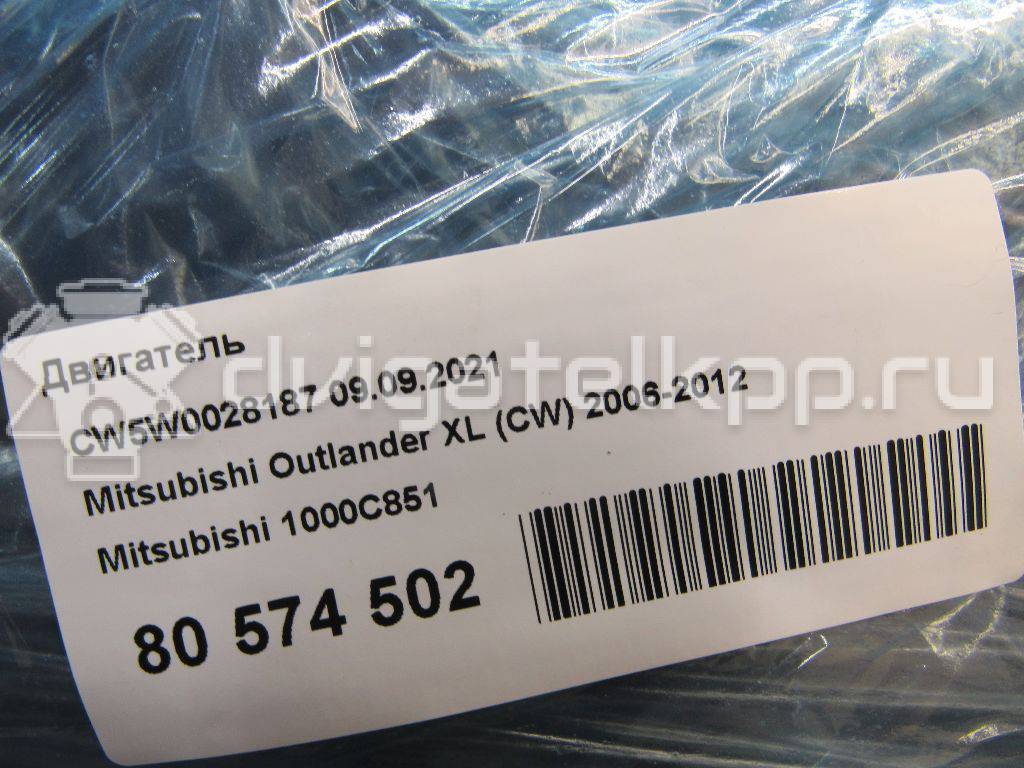 Двигатель
CW5W0028187 09.09.2021
Mitsubishi Outlander XL (CW) 2006-2012
Mitsubishi 1000C851
80 574 502
dvigatelkpp.ru